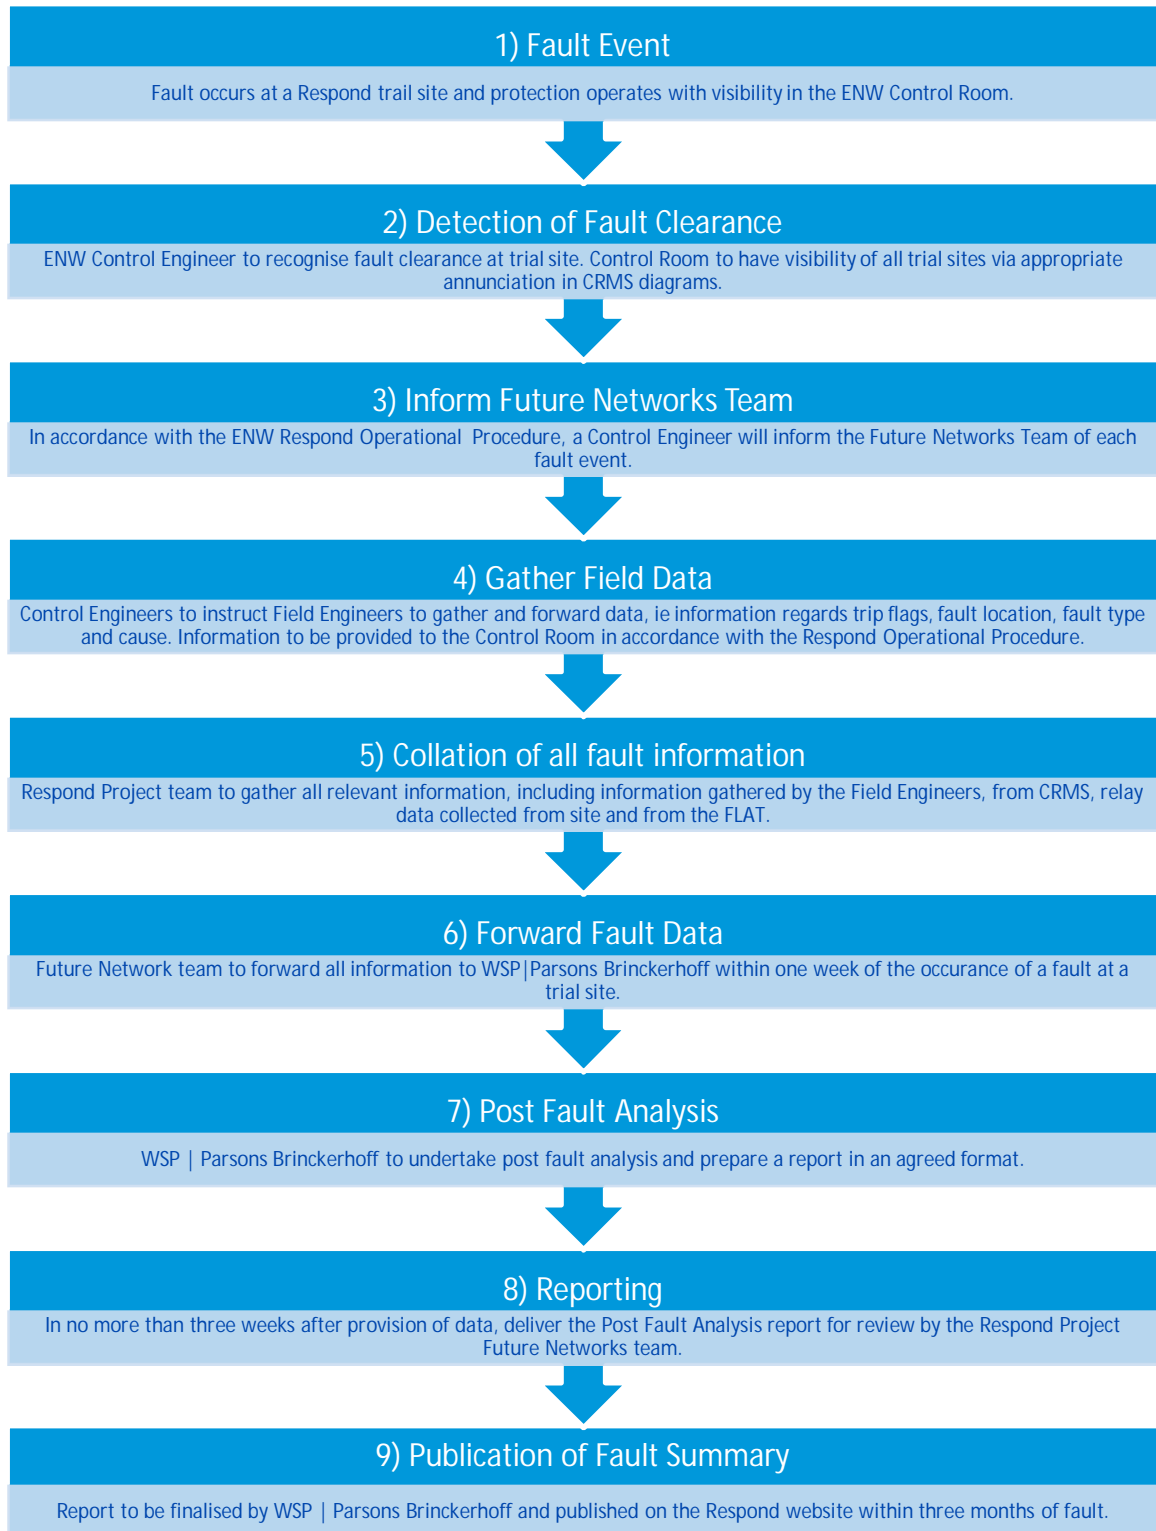 1) Fault Event
Fault occurs at a Respond trail site and protection operates with visibility in the ENW Control Room.
2) Detection of Fault Clearance
ENW Control Engineer to recognise fault clearance at trial site. Control Room to have visibility of all trial sites via appropriate
annunciation in CRMS diagrams.
3) Inform Future Networks Team
In accordance with the ENW Respond Operational Procedure, a Control Engineer will inform the Future Networks Team of each
fault event.
4) Gather Field Data
Control Engineers to instruct Field Engineers to gather and forward data, ie information regards trip flags, fault location, fault type
and cause. Information to be provided to the Control Room in accordance with the Respond Operational Procedure.
5) Collation of all fault information
Respond Project team to gather all relevant information, including information gathered by the Field Engineers, from CRMS, relay
data collected from site and from the FLAT.
6) Forward Fault Data
Future Network team to forward all information to WSP|Parsons Brinckerhoff within one week of the occurance of a fault at a
trial site.
7) Post Fault Analysis
WSP | Parsons Brinckerhoff to undertake post fault analysis and prepare a report in an agreed format.
8) Reporting
In no more than three weeks after provision of data, deliver the Post Fault Analysis report for review by the Respond Project
Future Networks team.
9) Publication of Fault Summary
Report to be finalised by WSP | Parsons Brinckerhoff and published on the Respond website within three months of fault.